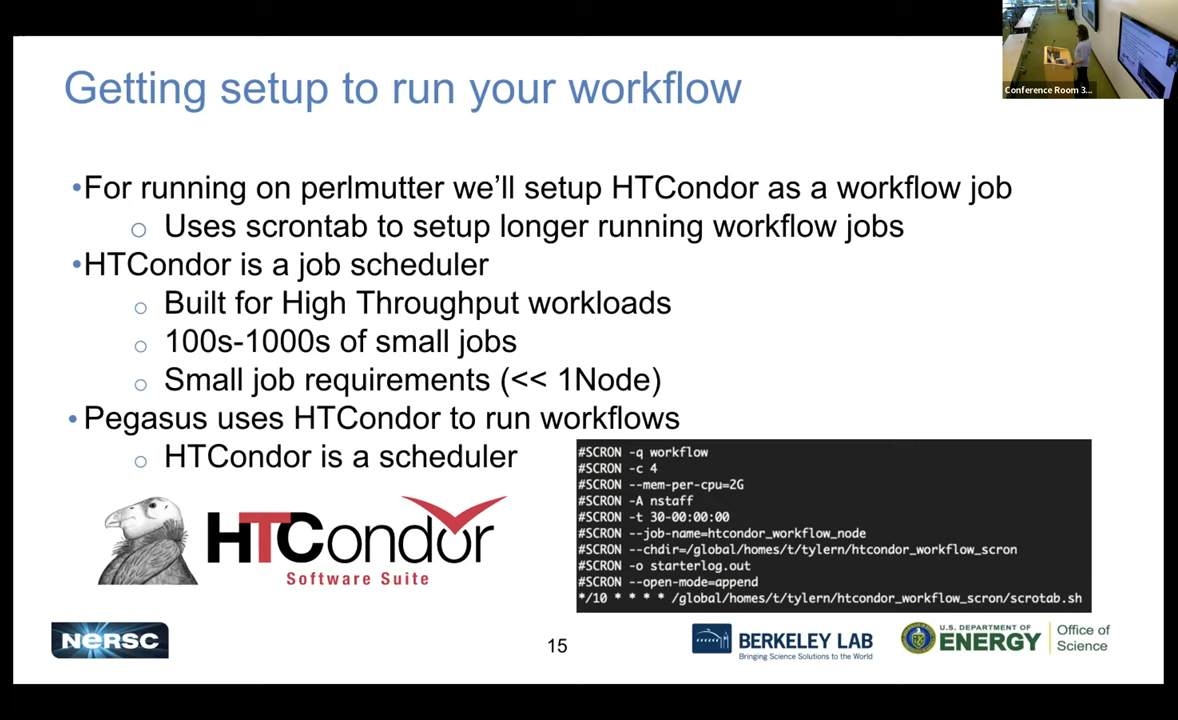 Conference Room 3...
Getting setup to run your workflow
•For running on perlmutter we’ll setup HTCondor as a workflow job
○ Uses scrontab to setup longer running workflow jobs
•HTCondor is a job scheduler
○ Built for High Throughput workloads
○ 100s-1000s of small jobs
○ Small job requirements (<< 1Node)
• Pegasus uses HTCondor to run workflows
○ HTCondor is a scheduler
#SCRON -q workflow
#SCRON -c 4
#SCRON --mem-per-cpu=2G
#SCRON -A nstaff
#SCRON -t 30-00:00:00
#SCRON --job-name=htcondor_workflow_node
#SCRON --chdir=/global/homes/t/tylern/htcondor_workflow_scron
#SCRON -o starterlog.out
#SCRON --open-mode=append
*/10 * * * * /global/homes/t/tylern/htcondor_workflow_scron/scrotab.sh
HTCondor
Software Suite
NERSC
15
BERKELEY LAB
Bringing Science Solutions to the World
U.S. DEPARTMENT OF
ENERGY
Office of
Science